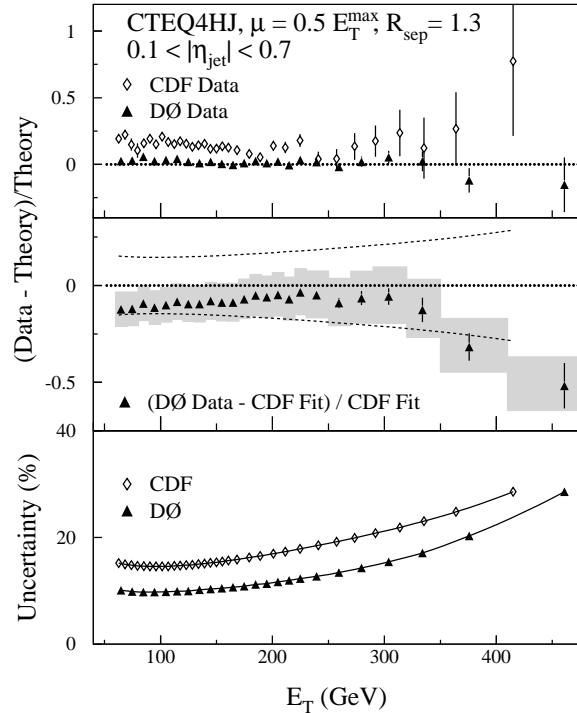 CTEQ4HJ, μ = 0.5 E_T^max, R_sep = 1.3
0.1 < |η_jet| < 0.7
CDF Data
DØ Data
1
0.5
0
(Data - Theory)/Theory
0
-0.5
(DØ Data - CDF Fit) / CDF Fit
40
20
0
Uncertainty (%)
CDF
DØ
100 200 300 400
E_T (GeV)